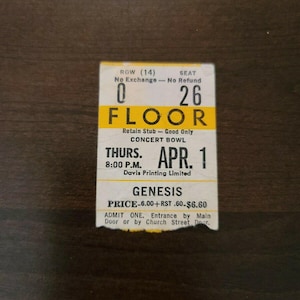 ROW (14) SEAT
No Exchange — No Refund
0 26
FLOOR
Retain Stub — Good Only
CONCERT BOWL
THURS. APR. 1
8:00 P.M.
Davis Printing Limited
GENESIS
PRICE-6.00+RST .60-$6.60
ADMIT ONE. Entrance by Main
Door or by Church Street Door.